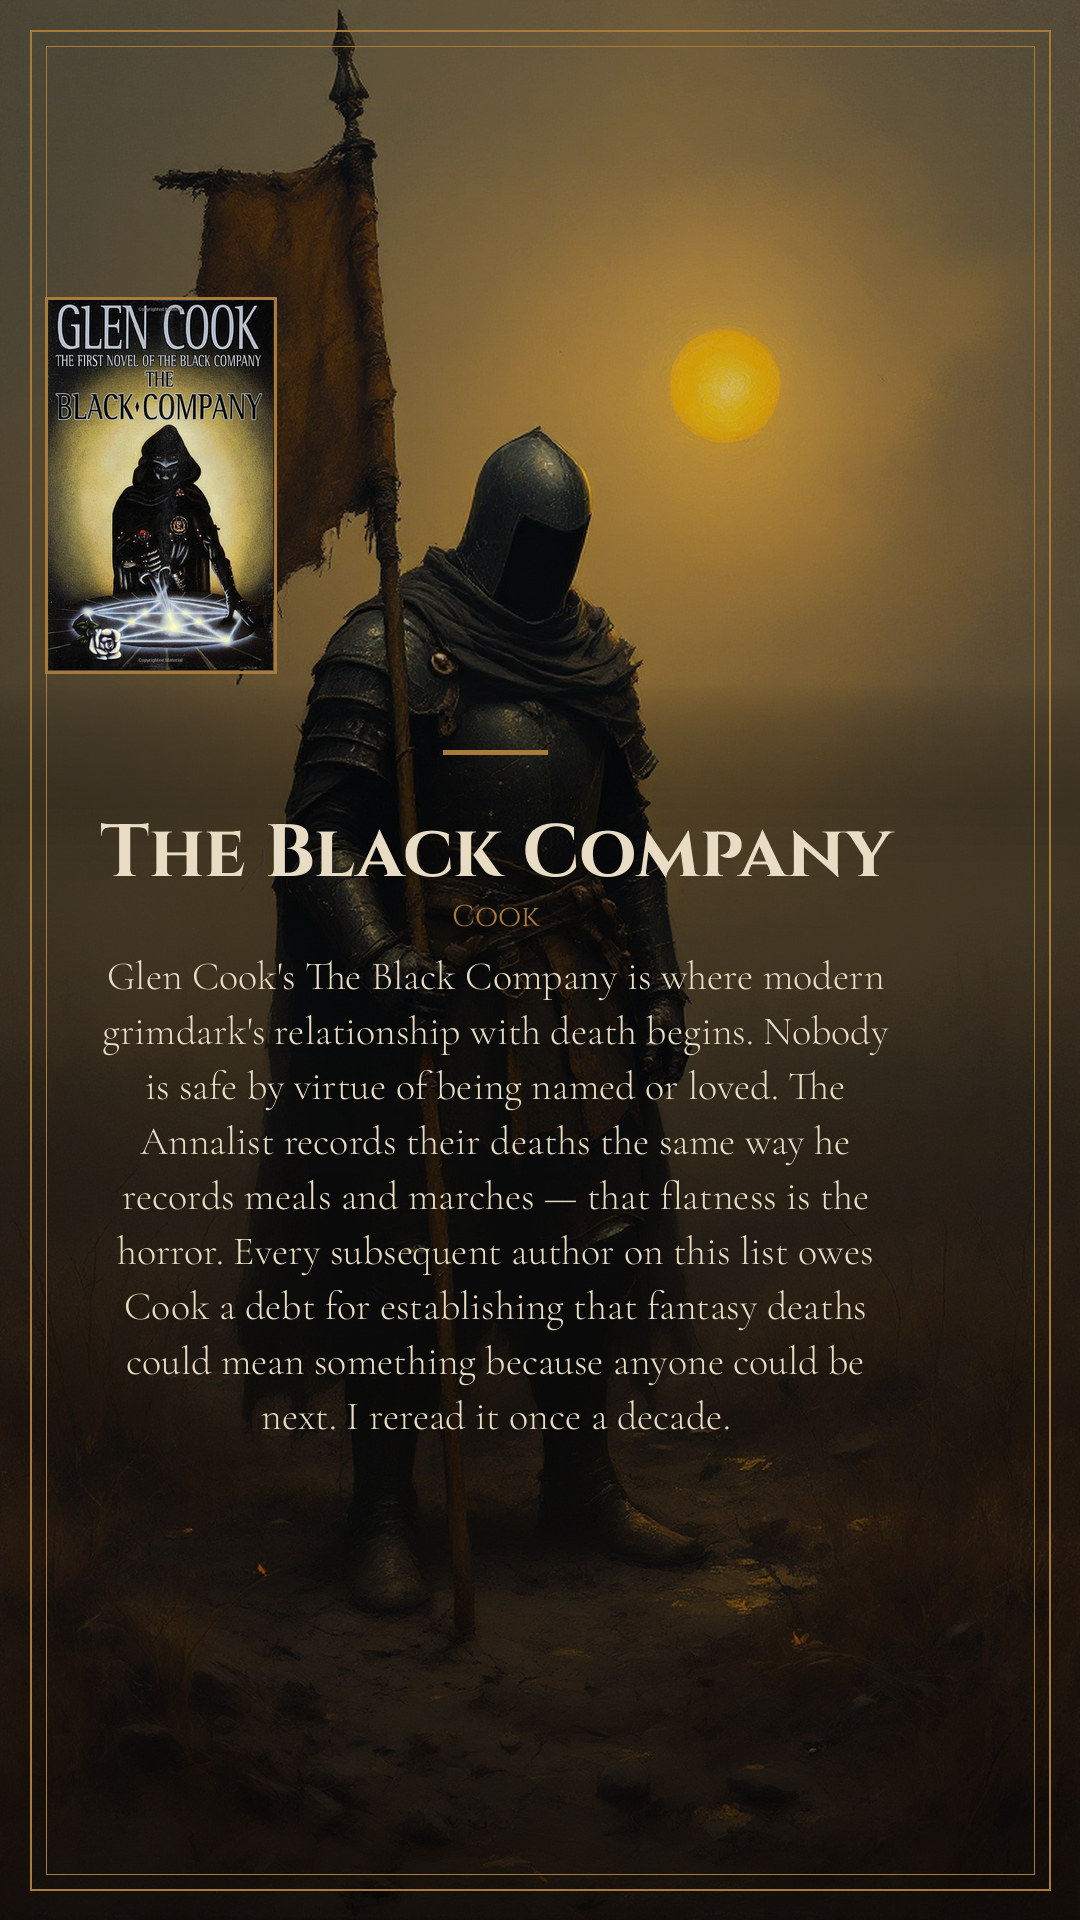 GLEN COOK
THE FIRST NOVEL OF THE BLACK COMPANY
THE
BLACK·COMPANY
Copyrighted Material
THE BLACK COMPANY
COOK
Glen Cook's The Black Company is where modern
grimdark's relationship with death begins. Nobody
is safe by virtue of being named or loved. The
Annalist records their deaths the same way he
records meals and marches — that flatness is the
horror. Every subsequent author on this list owes
Cook a debt for establishing that fantasy deaths
could mean something because anyone could be
next. I reread it once a decade.